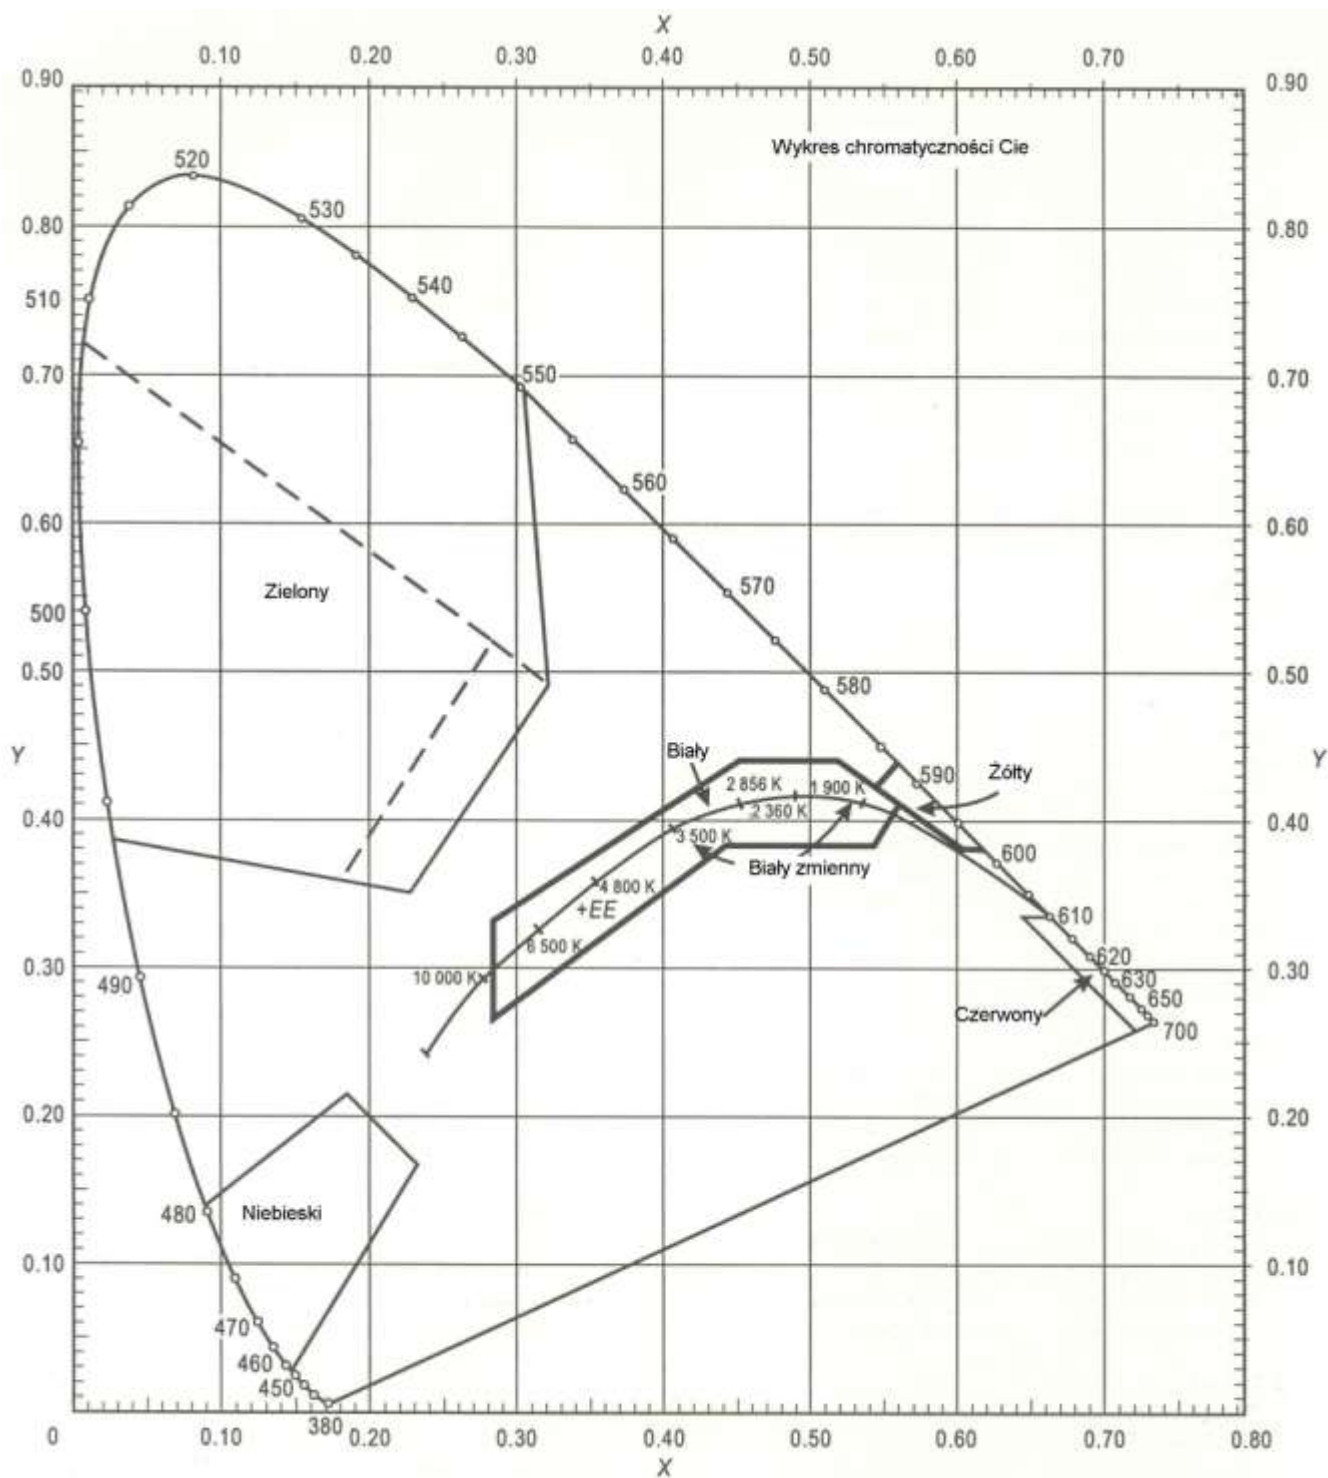 X
0.10 0.20 0.30 0.40 0.50 0.60 0.70
0.90 0.90
Wykres chromatyczności Cie
520
530
0.80 0.80
540
510
550
0.70 0.70
560
0.60 0.60
570
Zielony
500
580
0.50 0.50
Biały
Y Y
590 Żółty
2 856 K 1 900 K
2 360 K
0.40 0.40
3 500 K
600
Biały zmienny
4 800 K
+EE
610
6 500 K
620
0.30 0.30
10 000 K
630
490
650
Czerwony
700
0.20 0.20
480
Niebieski
0.10 0.10
470
460
450
380
0 0.10 0.20 0.30 0.40 0.50 0.60 0.70 0.80
X